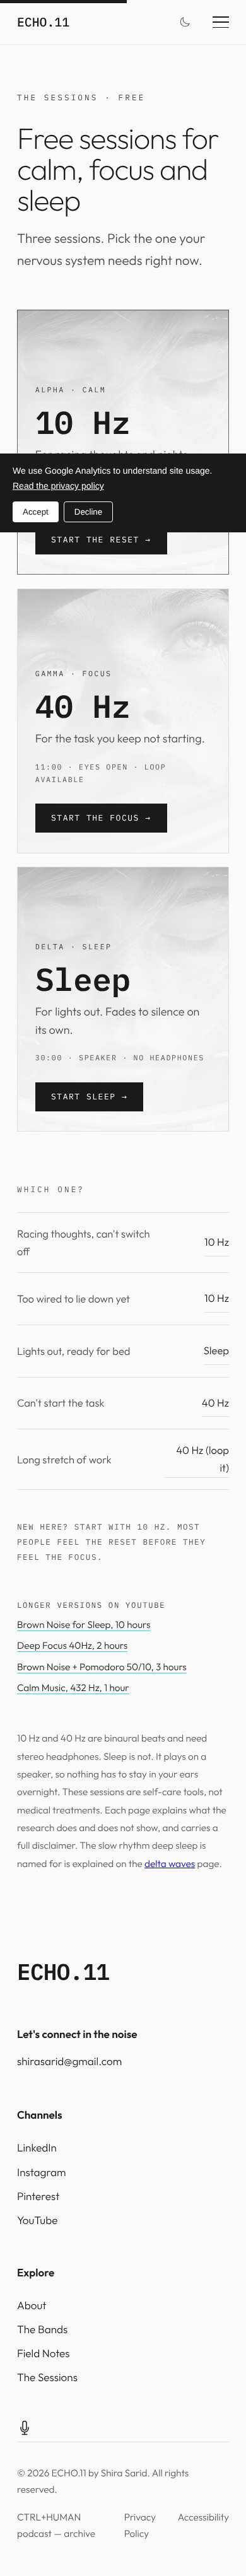 ECHO.11
THE SESSIONS · FREE
Free sessions for
calm, focus and
sleep
Three sessions. Pick the one your
nervous system needs right now.
ALPHA · CALM
10 Hz
We use Google Analytics to understand site usage.
Read the privacy policy
Accept
Decline
START THE RESET →
GAMMA · FOCUS
40 Hz
For the task you keep not starting.
11:00 · EYES OPEN · LOOP
AVAILABLE
START THE FOCUS →
DELTA · SLEEP
Sleep
For lights out. Fades to silence on
its own.
30:00 · SPEAKER · NO HEADPHONES
START SLEEP →
WHICH ONE?
Racing thoughts, can't switch
off
10 Hz
Too wired to lie down yet
10 Hz
Lights out, ready for bed
Sleep
Can't start the task
40 Hz
Long stretch of work
40 Hz (loop
it)
NEW HERE? START WITH 10 HZ. MOST
PEOPLE FEEL THE RESET BEFORE THEY
FEEL THE FOCUS.
LONGER VERSIONS ON YOUTUBE
Brown Noise for Sleep, 10 hours
Deep Focus 40Hz, 2 hours
Brown Noise + Pomodoro 50/10, 3 hours
Calm Music, 432 Hz, 1 hour
10 Hz and 40 Hz are binaural beats and need
stereo headphones. Sleep is not. It plays on a
speaker, so nothing has to stay in your ears
overnight. These sessions are self-care tools, not
medical treatments. Each page explains what the
research does and does not show, and carries a
full disclaimer. The slow rhythm deep sleep is
named for is explained on the delta waves page.
ECHO.11
Let's connect in the noise
shirasarid@gmail.com
Channels
LinkedIn
Instagram
Pinterest
YouTube
Explore
About
The Bands
Field Notes
The Sessions
© 2026 ECHO.11 by Shira Sarid. All rights
reserved.
CTRL+HUMAN
podcast — archive
Privacy
Policy
Accessibility